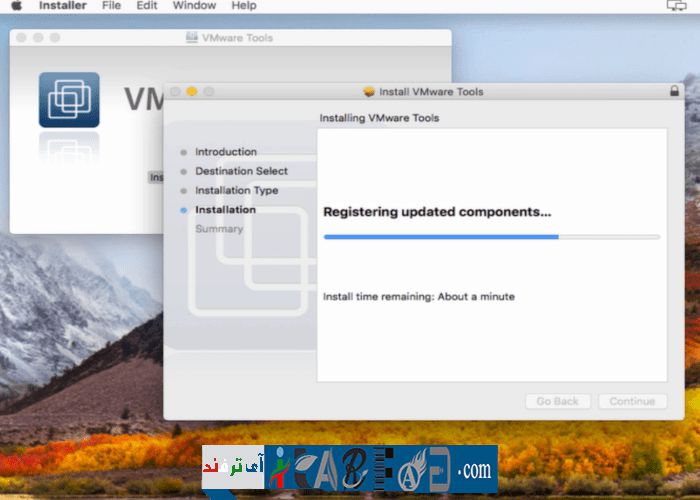 Installer File Edit Window Help
VMware Tools
Install VMware Tools
VM
Installing VMware Tools
Introduction
Destination Select
Installation Type
Installation
Summary
Ins
Registering updated components...
Install time remaining: About a minute
Go Back Continue
آی ترفند
.com